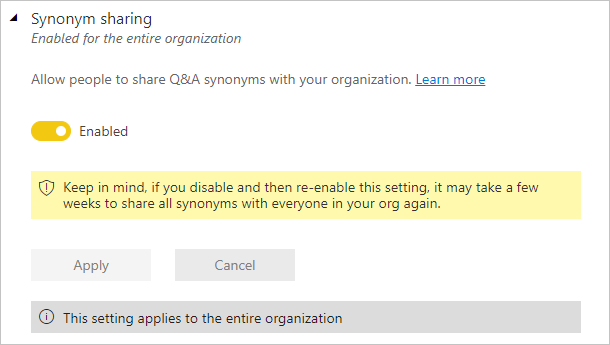 Synonym sharing
Enabled for the entire organization
Allow people to share Q&A synonyms with your organization. Learn more
Enabled
Keep in mind, if you disable and then re-enable this setting, it may take a few
weeks to share all synonyms with everyone in your org again.
Apply Cancel
This setting applies to the entire organization